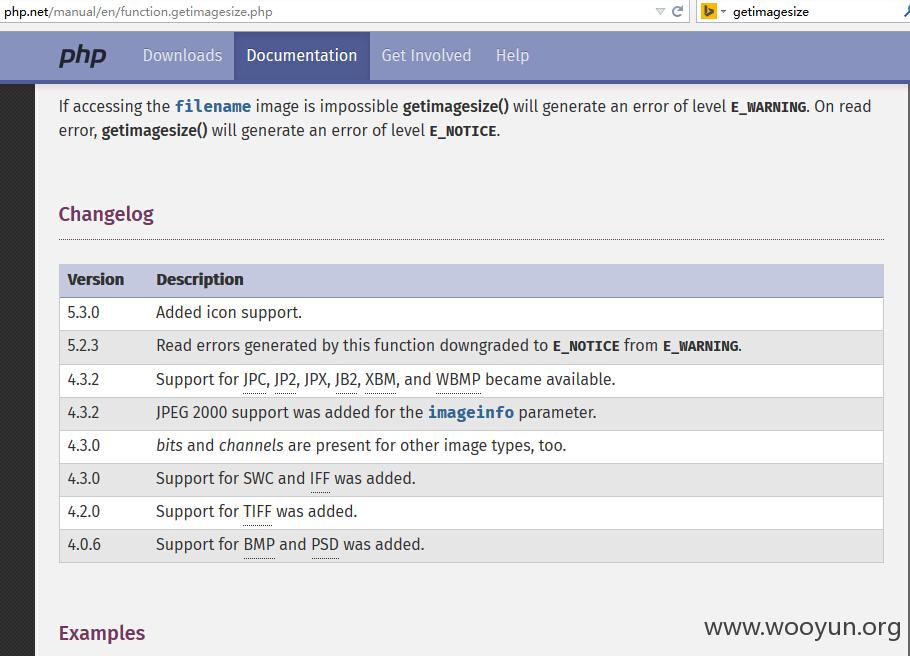 php.net/manual/en/function.getimagesize.php
getimagesize
php Downloads Documentation Get Involved Help
If accessing the filename image is impossible getimagesize() will generate an error of level E_WARNING. On read
error, getimagesize() will generate an error of level E_NOTICE.
Changelog
Version Description
5.3.0 Added icon support.
5.2.3 Read errors generated by this function downgraded to E_NOTICE from E_WARNING.
4.3.2 Support for JPC, JP2, JPX, JB2, XBM, and WBMP became available.
4.3.2 JPEG 2000 support was added for the imageinfo parameter.
4.3.0 bits and channels are present for other image types, too.
4.3.0 Support for SWC and IFF was added.
4.2.0 Support for TIFF was added.
4.0.6 Support for BMP and PSD was added.
Examples
www.wooyun.org